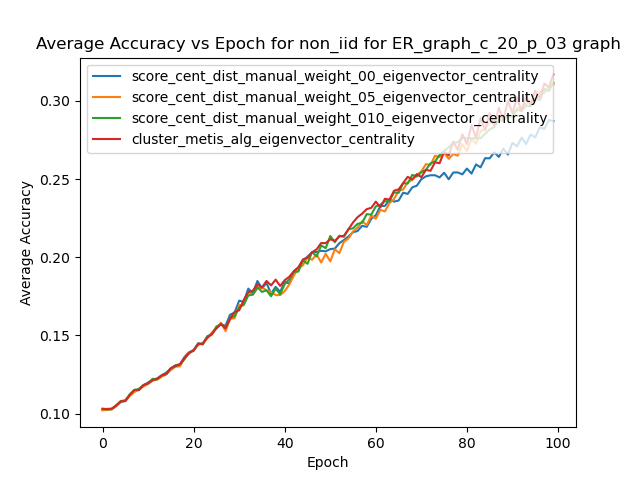 Average Accuracy vs Epoch for non_iid for ER_graph_c_20_p_03 graph
score_cent_dist_manual_weight_00_eigenvector_centrality
score_cent_dist_manual_weight_05_eigenvector_centrality
score_cent_dist_manual_weight_010_eigenvector_centrality
cluster_metis_alg_eigenvector_centrality
Average Accuracy
0.30
0.25
0.20
0.15
0.10
0 20 40 60 80 100
Epoch